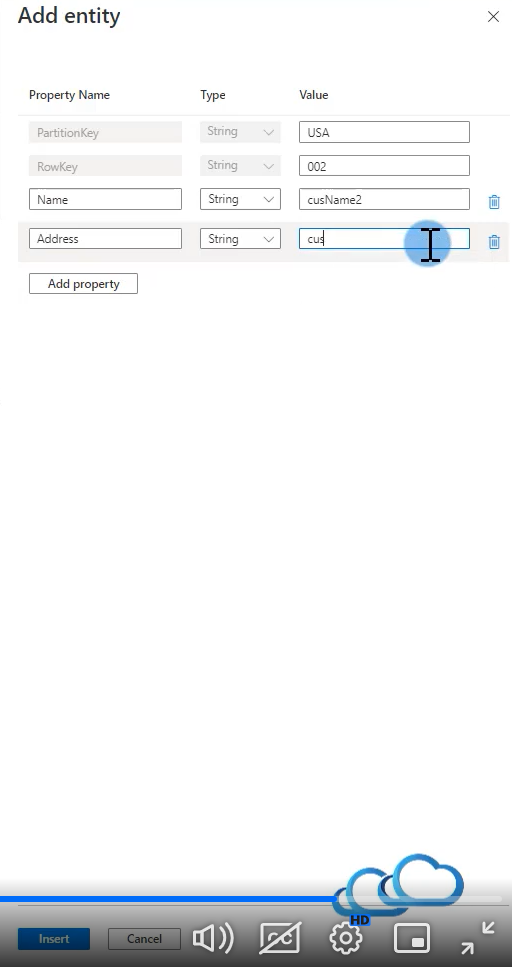 Add entity
Property Name Type Value
PartitionKey String USA
RowKey String 002
Name String cusName2
Address String cus
Add property
HD
Insert Cancel CC